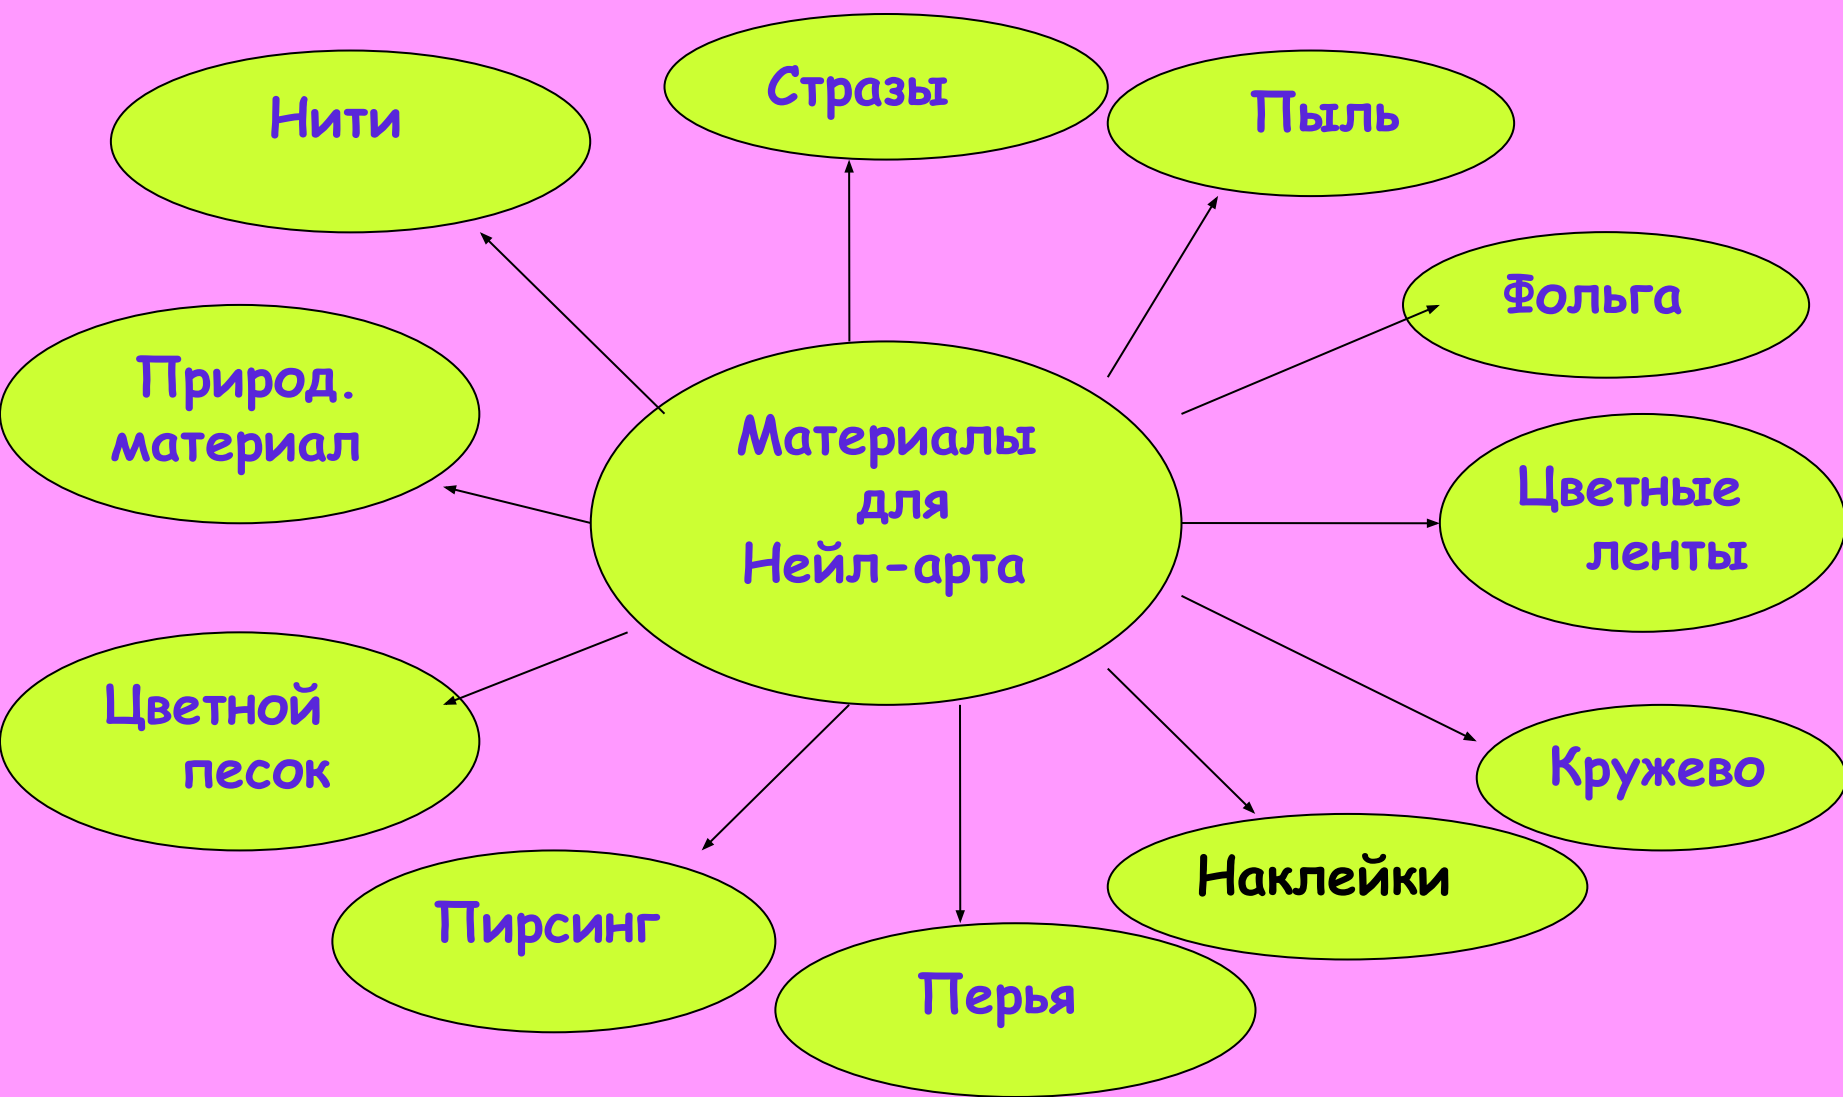 Стразы
Нити
Пыль
Фольга
Природ.
материал
Материалы
для
Нейл-арта
Цветные
ленты
Цветной
песок
Кружево
Наклейки
Пирсинг
Перья